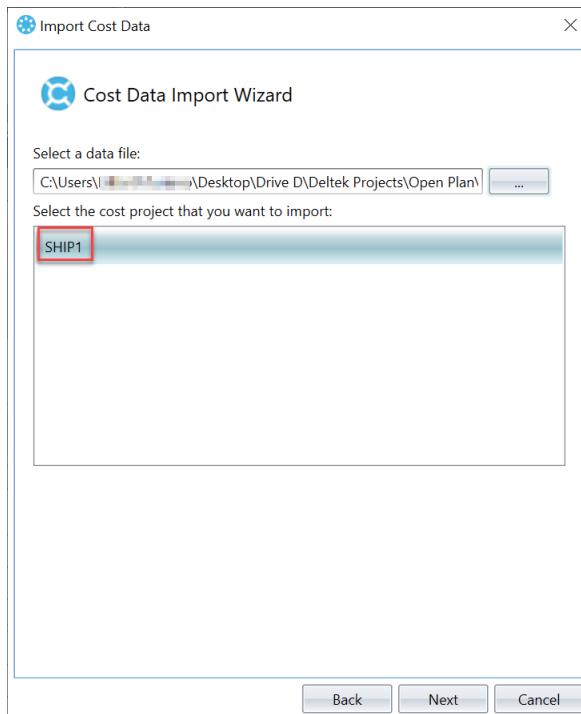 Import Cost Data
Cost Data Import Wizard
Select a data file:
C:\Users\ \Desktop\Drive D\Deltek Projects\Open Plan\
...
Select the cost project that you want to import:
SHIP1
Back Next Cancel